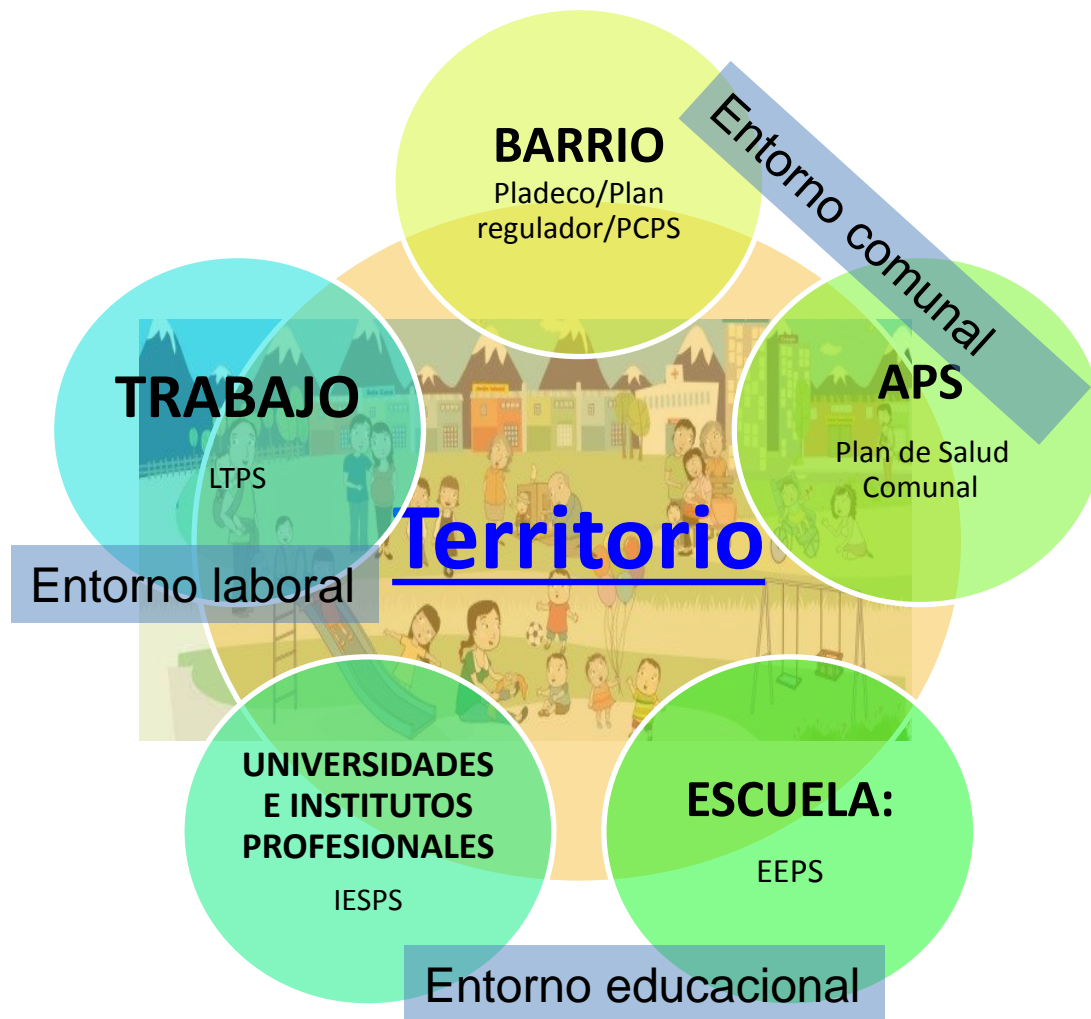 BARRIO
Pladeco/Plan
regulador/PCPS
Entorno comunal
APS
Plan de Salud
Comunal
TRABAJO
LTPS
Territorio
Entorno laboral
UNIVERSIDADES
E INSTITUTOS
PROFESIONALES
IESPS
ESCUELA:
EEPS
Entorno educacional